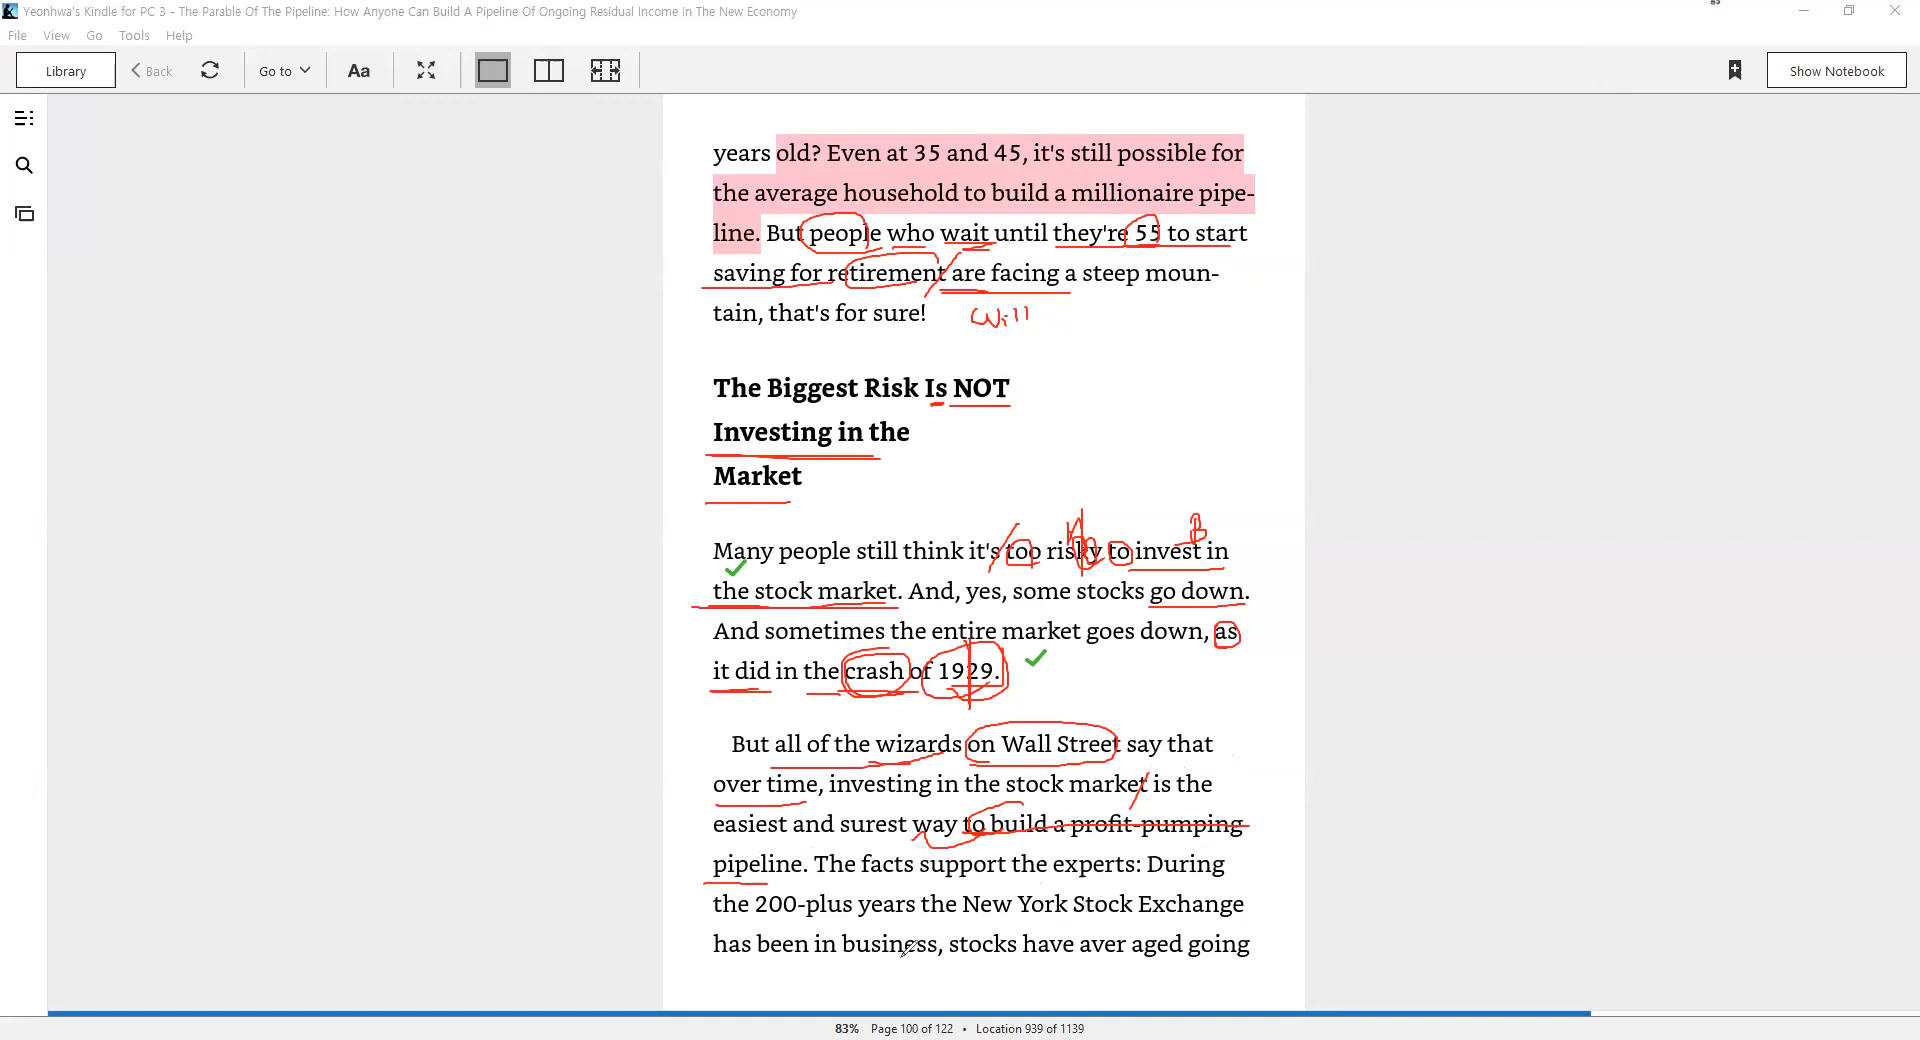 Yeonhwa's Kindle for PC 3 - The Parable Of The Pipeline: How Anyone Can Build A Pipeline Of Ongoing Residual Income In The New Economy
File View Go Tools Help
Library Back Go to Aa Show Notebook
years old? Even at 35 and 45, it's still possible for
the average household to build a millionaire pipe-
line. But people who wait until they're 55 to start
saving for retirement are facing a steep moun-
tain, that's for sure!
will
The Biggest Risk Is NOT
Investing in the
Market
B
Many people still think it's too risky to invest in
the stock market. And, yes, some stocks go down.
And sometimes the entire market goes down, as
it did in the crash of 1929.
But all of the wizards on Wall Street say that
over time, investing in the stock market is the
easiest and surest way to build a profit-pumping
pipeline. The facts support the experts: During
the 200-plus years the New York Stock Exchange
has been in business, stocks have aver aged going
83% Page 100 of 122 • Location 939 of 1139